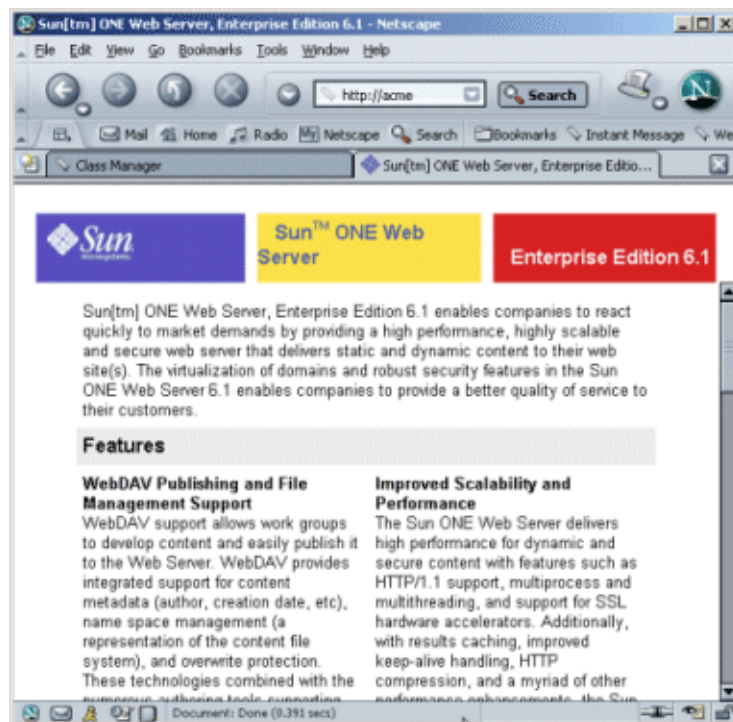 Sun[tm] ONE Web Server, Enterprise Edition 6.1 - Netscape
File Edit View Go Bookmarks Tools Window Help
http://acme Search
Mail Home Radio My Netscape Search Bookmarks Instant Message We
Class Manager Sun[tm] ONE Web Server, Enterprise Editio...
Sun
microsystems
Sun™ ONE Web
Server
Enterprise Edition 6.1
Sun[tm] ONE Web Server, Enterprise Edition 6.1 enables companies to react
quickly to market demands by providing a high performance, highly scalable
and secure web server that delivers static and dynamic content to their web
site(s). The virtualization of domains and robust security features in the Sun
ONE Web Server 6.1 enables companies to provide a better quality of service to
their customers.
Features
WebDAV Publishing and File
Management Support
WebDAV support allows work groups
to develop content and easily publish it
to the Web Server. WebDAV provides
integrated support for content
metadata (author, creation date, etc),
name space management (a
representation of the content file
system), and overwrite protection.
These technologies combined with the
numerous authoring tools supporting
Improved Scalability and
Performance
The Sun ONE Web Server delivers
high performance for dynamic and
secure content with features such as
HTTP/1.1 support, multiprocess and
multithreading, and support for SSL
hardware accelerators. Additionally,
with results caching, improved
keep-alive handling, HTTP
compression, and a myriad of other
performance enhancements, the Sun
Document: Done (0.391 secs)